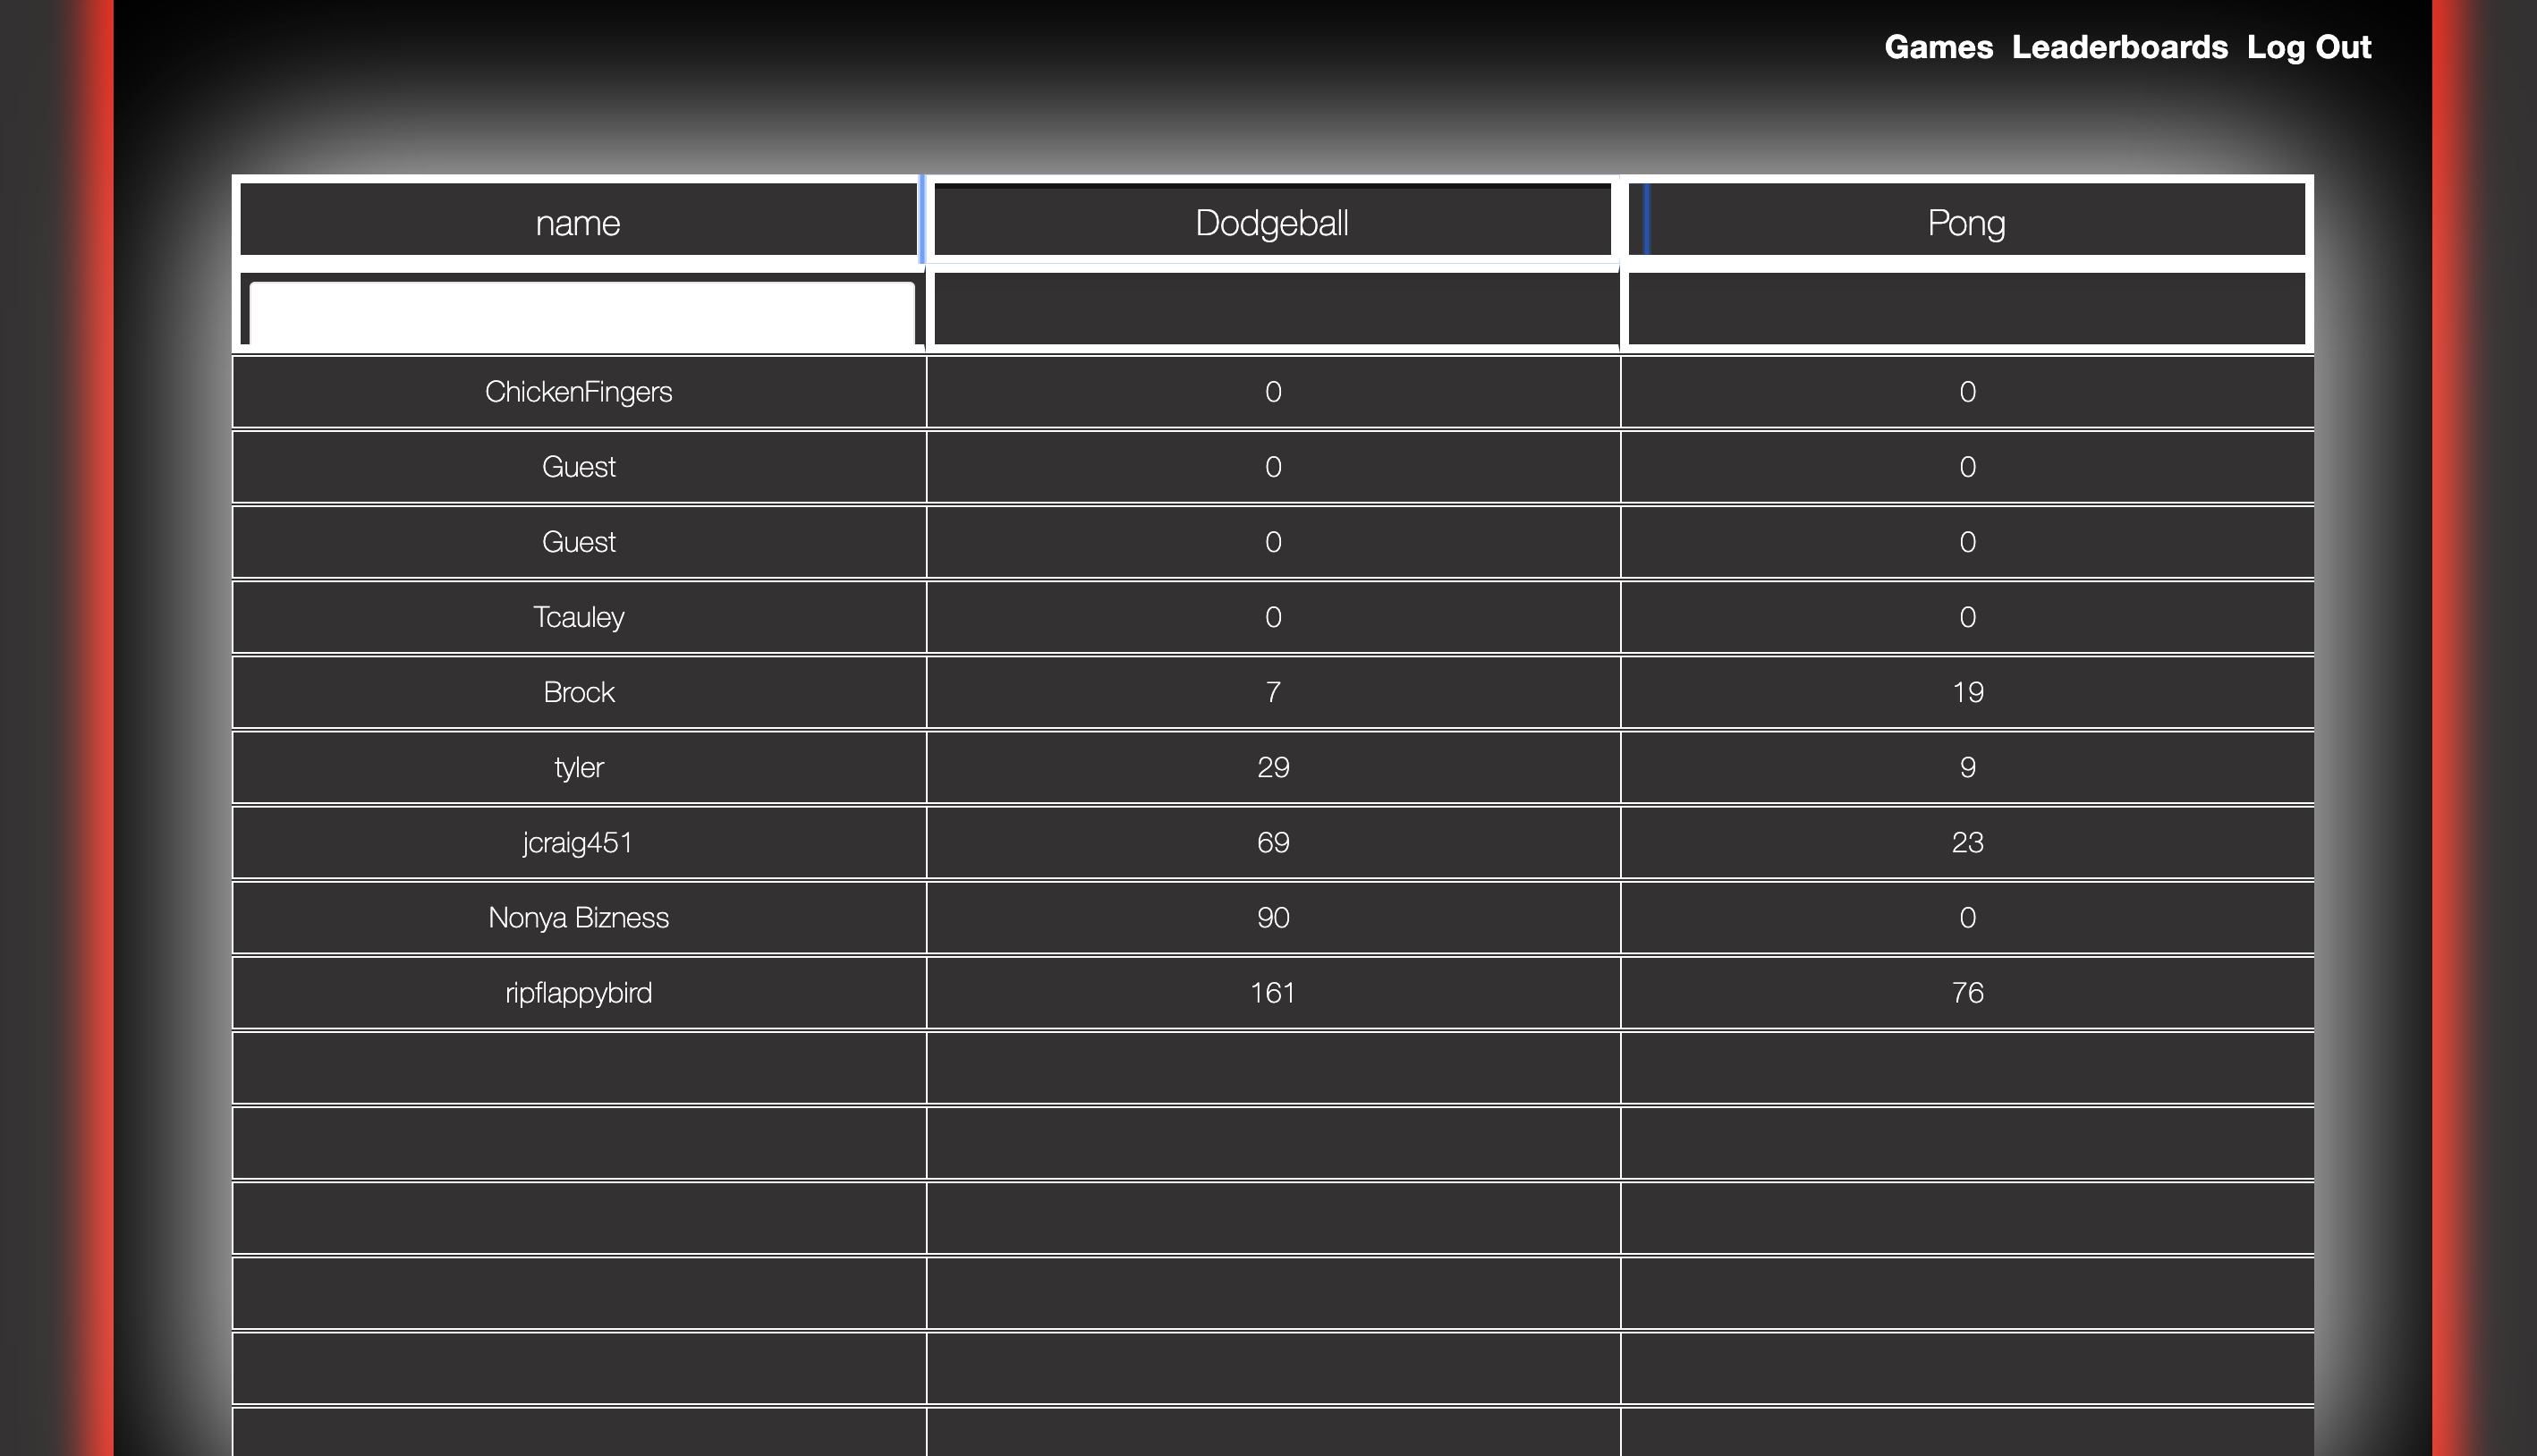 Games Leaderboards Log Out
name Dodgeball Pong
ChickenFingers 0 0
Guest 0 0
Guest 0 0
Tcauley 0 0
Brock 7 19
tyler 29 9
jcraig451 69 23
Nonya Bizness 90 0
ripflappybird 161 76